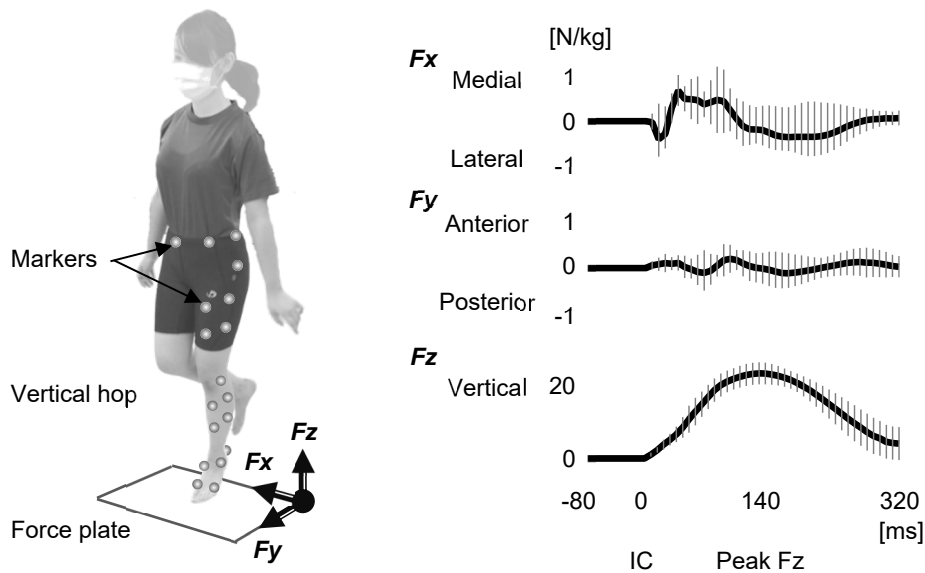 Markers
Vertical hop
Force plate
Fz
Fx
Fy
[N/kg]
Fx
Medial
1
0
Lateral
-1
Fy
Anterior
1
0
Posterior
-1
Fz
Vertical
20
0
-80 0 140 320
[ms]
IC Peak Fz